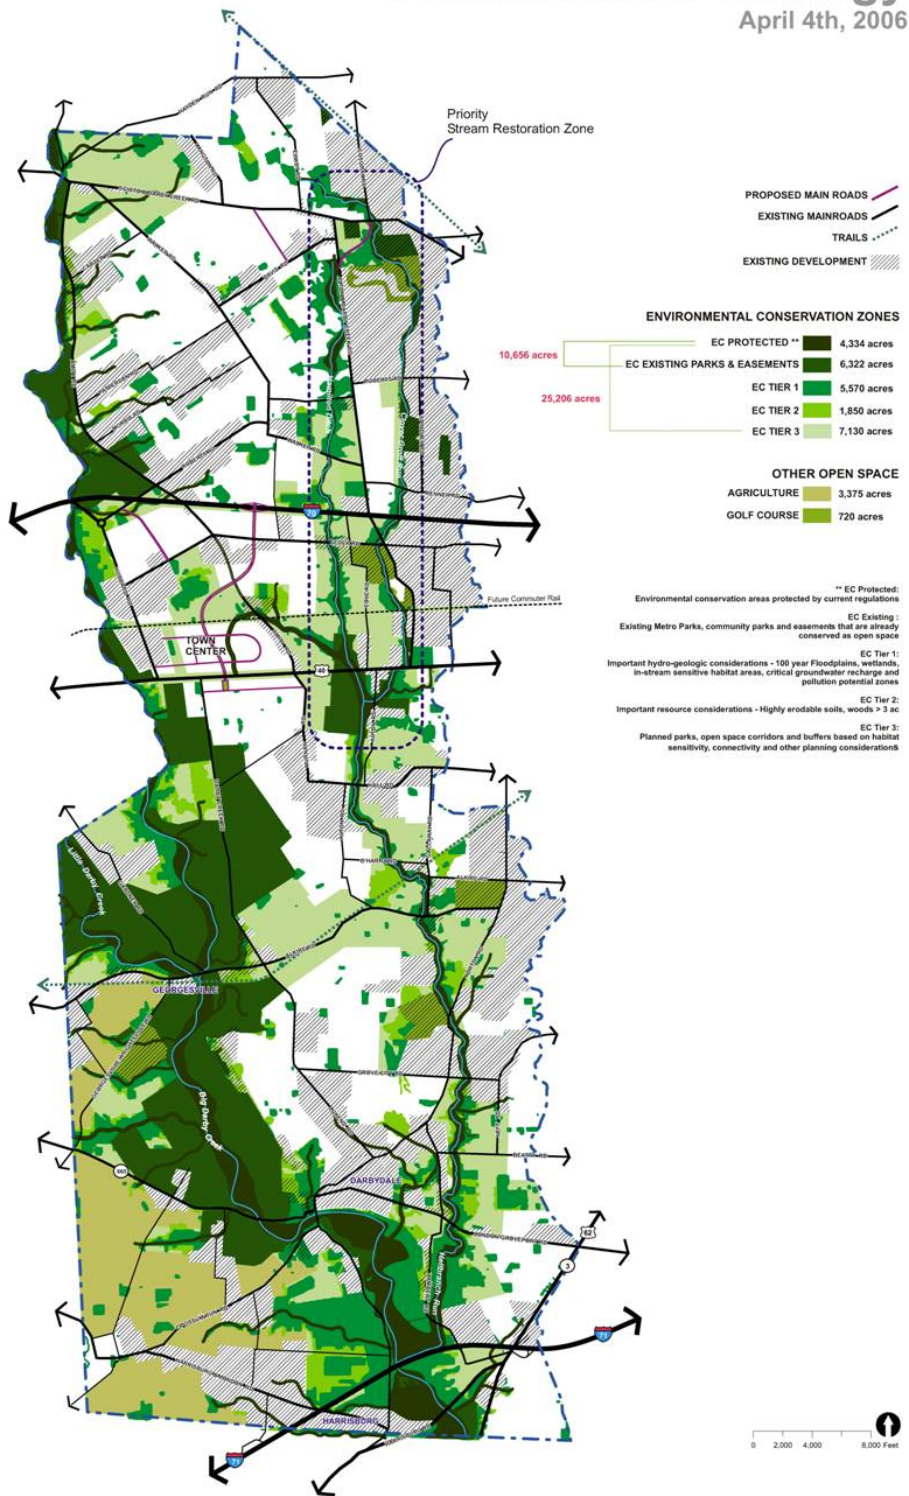 April 4th, 2006
Priority
Stream Restoration Zone
PROPOSED MAIN ROADS
EXISTING MAINROADS
TRAILS
EXISTING DEVELOPMENT
ENVIRONMENTAL CONSERVATION ZONES
EC PROTECTED ** 4,334 acres
10,656 acres
EC EXISTING PARKS & EASEMENTS 6,322 acres
EC TIER 1 5,570 acres
25,206 acres
EC TIER 2 1,850 acres
EC TIER 3 7,130 acres
OTHER OPEN SPACE
AGRICULTURE 3,375 acres
GOLF COURSE 720 acres
70
** EC Protected:
Environmental conservation areas protected by current regulations
EC Existing :
Existing Metro Parks, community parks and easements that are already
conserved as open space
EC Tier 1:
Important hydro-geologic considerations - 100 year Floodplains, wetlands,
in-stream sensitive habitat areas, critical groundwater recharge and
pollution potential zones
EC Tier 2:
Important resource considerations - Highly erodable soils, woods > 3 ac
EC Tier 3:
Planned parks, open space corridors and buffers based on habitat
sensitivity, connectivity and other planning considerations
Future Commuter Rail
TOWN
CENTER
40
Little Darby Creek
GEORGESVILLE
Big Darby Creek
665
DARBYDALE
BEATTY RD
62
3
Hellbranch Run
71
HARRISBURG
71
0 2,000 4,000 8,000 Feet